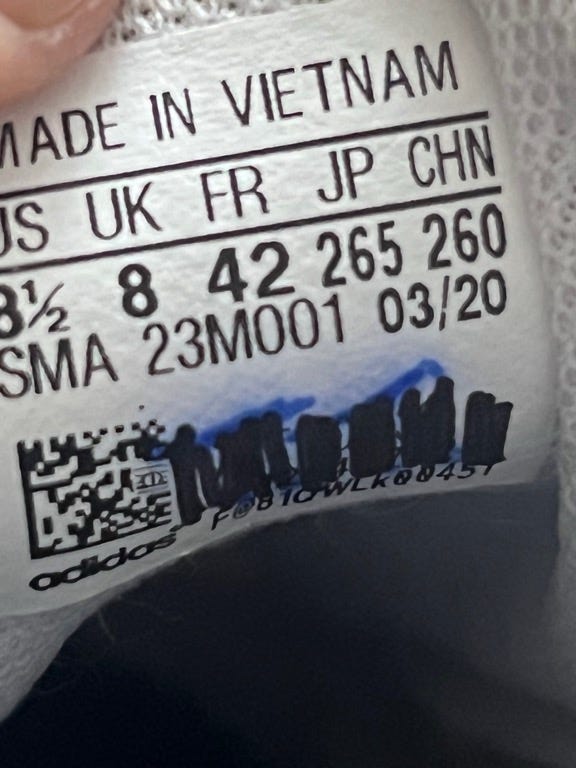 MADE IN VIETNAM
US UK FR JP CHN
8½ 8 42 265 260
SMA 23M001 03/20
adidas